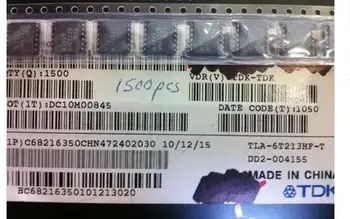 TY(Q):1500
1500pcs
VDR(V) TDK-TDK
OT(1T):DC10M00845
DATE CODE(T):1050
1P)C68216350CHN472402030 10/12/15
TLA-6T213HF-T
DD2-004155
MADE IN CHINA
BC68216350101213020
TDK